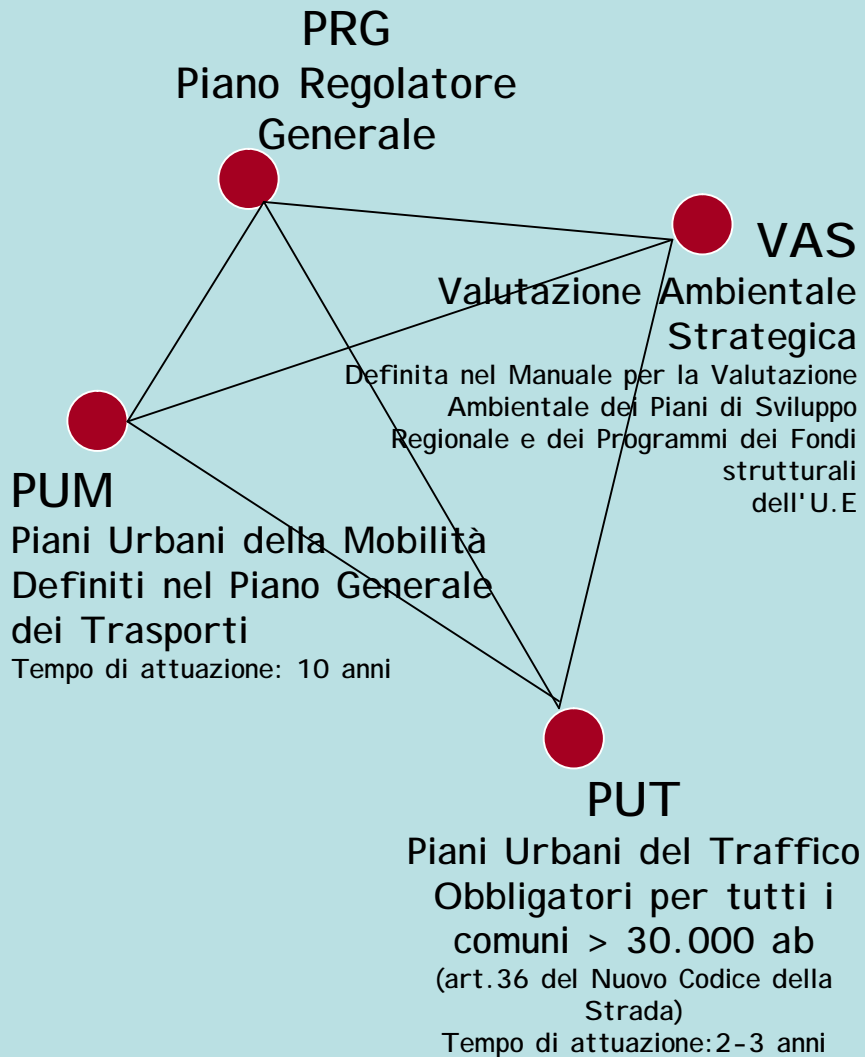 PRG
Piano Regolatore
Generale
VAS
Valutazione Ambientale
Strategica
Definita nel Manuale per la Valutazione
Ambientale dei Piani di Sviluppo
Regionale e dei Programmi dei Fondi
strutturali
dell'U.E
PUM
Piani Urbani della Mobilità
Definiti nel Piano Generale
dei Trasporti
Tempo di attuazione: 10 anni
PUT
Piani Urbani del Traffico
Obbligatori per tutti i
comuni > 30.000 ab
(art.36 del Nuovo Codice della
Strada)
Tempo di attuazione:2-3 anni